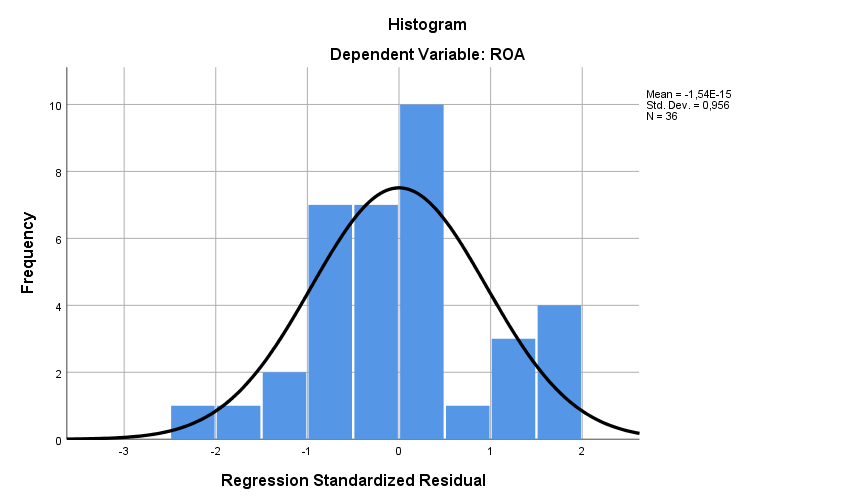 Histogram
Dependent Variable: ROA
Mean = -1,54E-15
Std. Dev. = 0,956
N = 36
Frequency
10
8
6
4
2
0
-3 -2 -1 0 1 2
Regression Standardized Residual